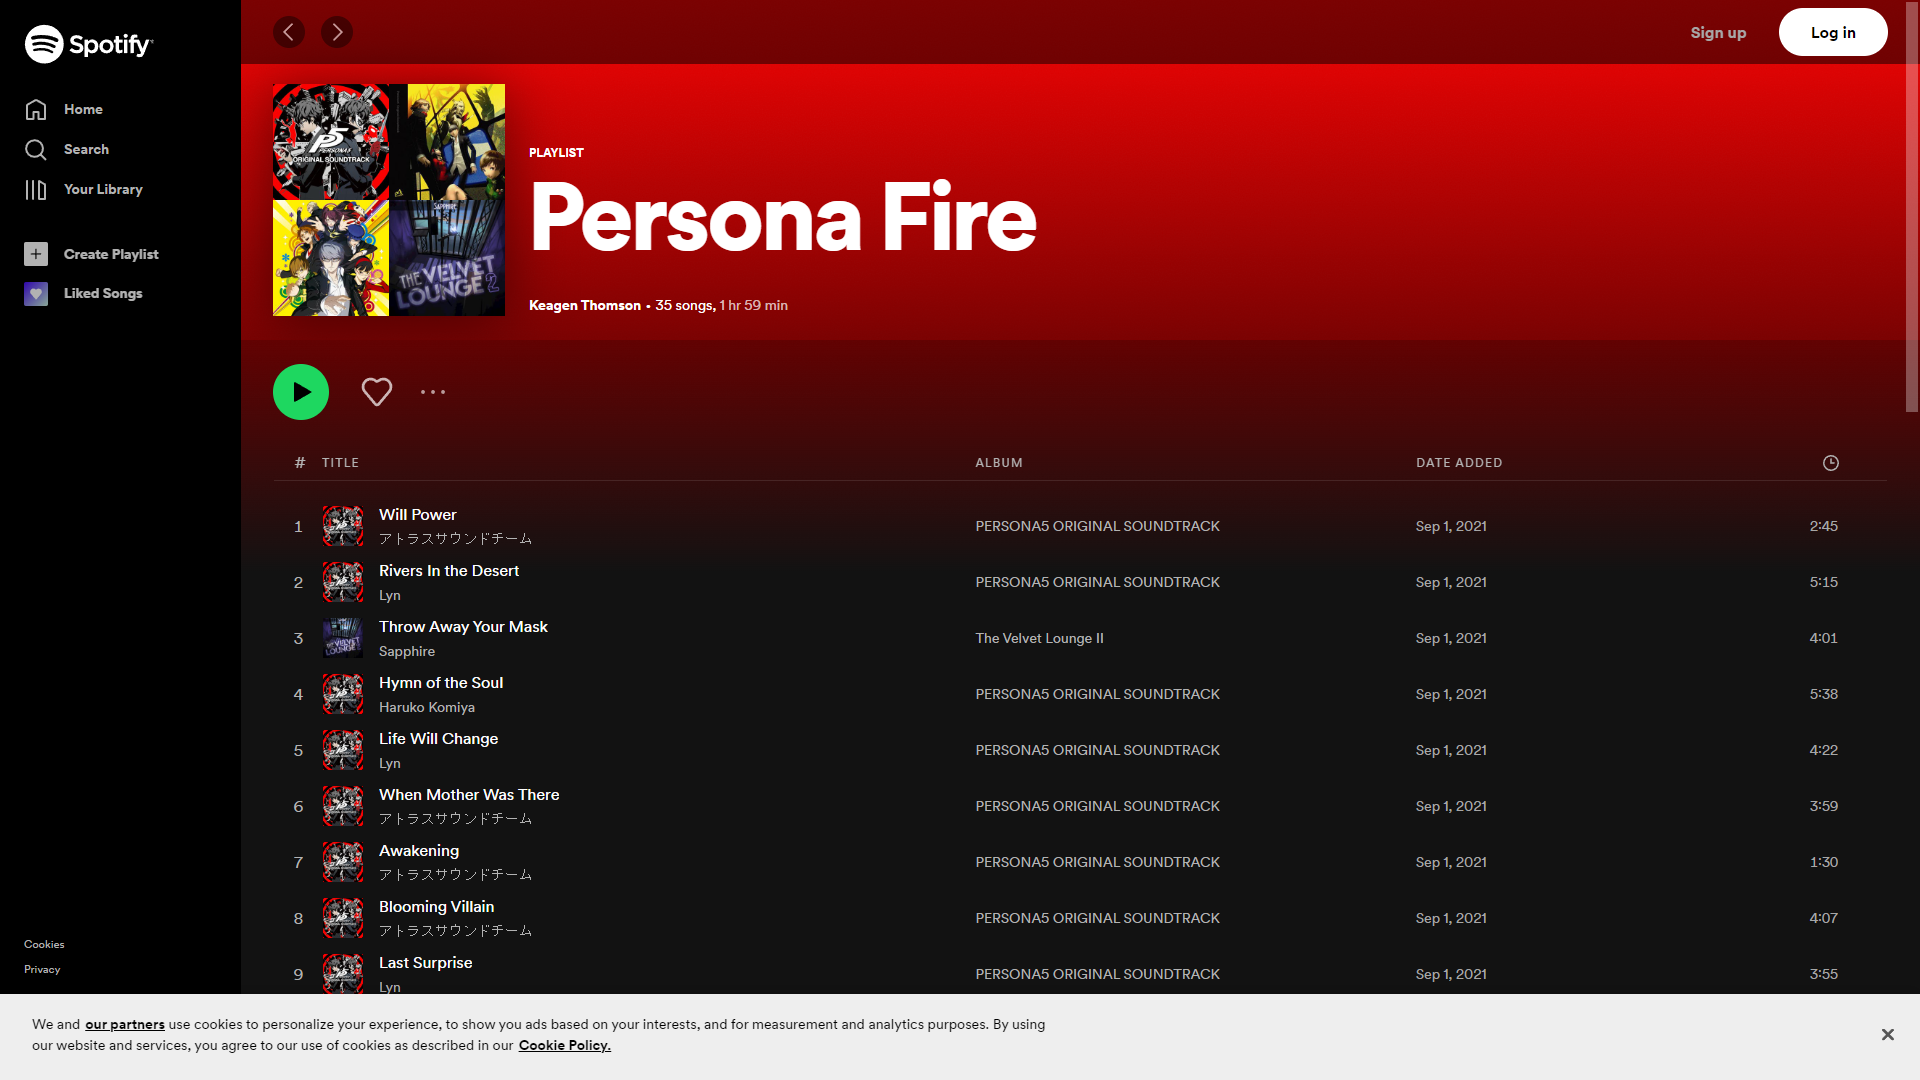 Spotify
Home
Search
Your Library
Create Playlist
Liked Songs
Cookies
Privacy
Sign up
Log in
P5
PERSONA5
ORIGINAL SOUNDTRACK
SAPPHIRE
THE VELVET
LOUNGE 2
PLAYLIST
Persona Fire
Keagen Thomson • 35 songs, 1 hr 59 min
# TITLE ALBUM DATE ADDED
1 Will Power PERSONA5 ORIGINAL SOUNDTRACK Sep 1, 2021 2:45
アトラスサウンドチーム
2 Rivers In the Desert PERSONA5 ORIGINAL SOUNDTRACK Sep 1, 2021 5:15
Lyn
3 Throw Away Your Mask The Velvet Lounge II Sep 1, 2021 4:01
Sapphire
4 Hymn of the Soul PERSONA5 ORIGINAL SOUNDTRACK Sep 1, 2021 5:38
Haruko Komiya
5 Life Will Change PERSONA5 ORIGINAL SOUNDTRACK Sep 1, 2021 4:22
Lyn
6 When Mother Was There PERSONA5 ORIGINAL SOUNDTRACK Sep 1, 2021 3:59
アトラスサウンドチーム
7 Awakening PERSONA5 ORIGINAL SOUNDTRACK Sep 1, 2021 1:30
アトラスサウンドチーム
8 Blooming Villain PERSONA5 ORIGINAL SOUNDTRACK Sep 1, 2021 4:07
アトラスサウンドチーム
9 Last Surprise PERSONA5 ORIGINAL SOUNDTRACK Sep 1, 2021 3:55
Lyn
We and our partners use cookies to personalize your experience, to show you ads based on your interests, and for measurement and analytics purposes. By using
our website and services, you agree to our use of cookies as described in our Cookie Policy.